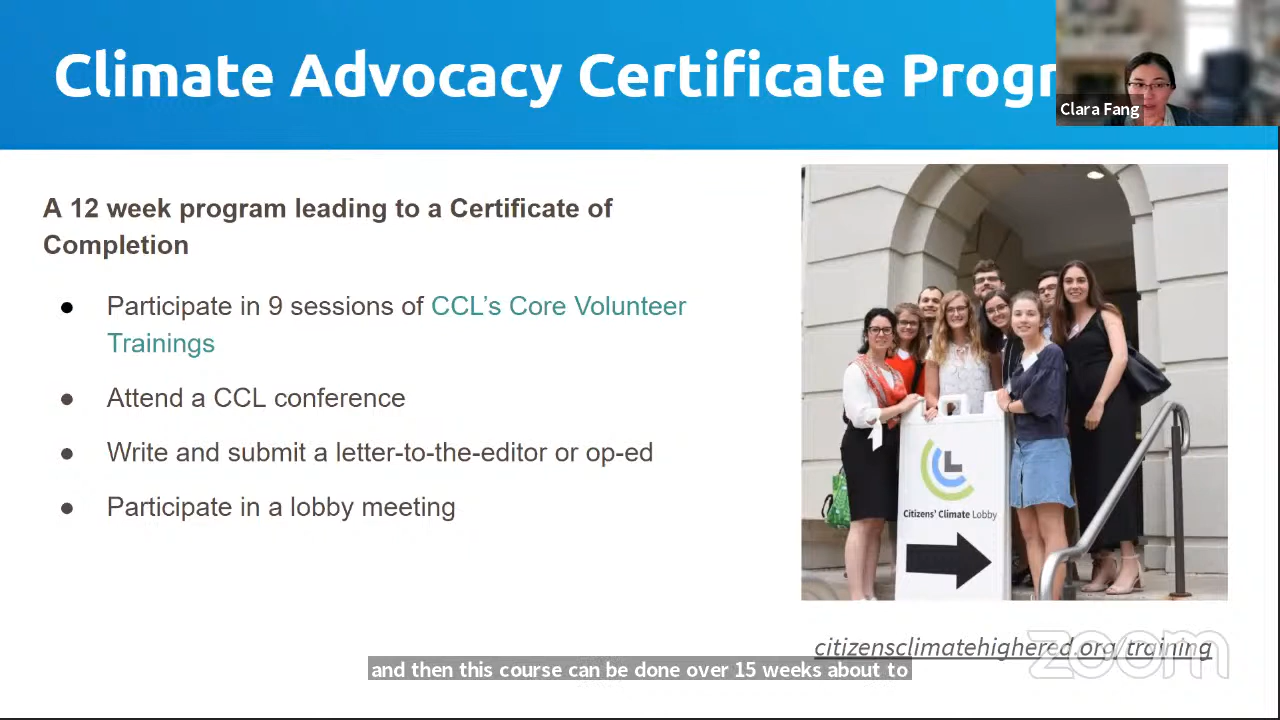 Climate Advocacy Certificate Progr
Clara Fang
A 12 week program leading to a Certificate of
Completion
● Participate in 9 sessions of CCL’s Core Volunteer
Trainings
● Attend a CCL conference
● Write and submit a letter-to-the-editor or op-ed
● Participate in a lobby meeting
Citizens' Climate Lobby
citizensclimatehighered.org/training
zoom
and then this course can be done over 15 weeks about to